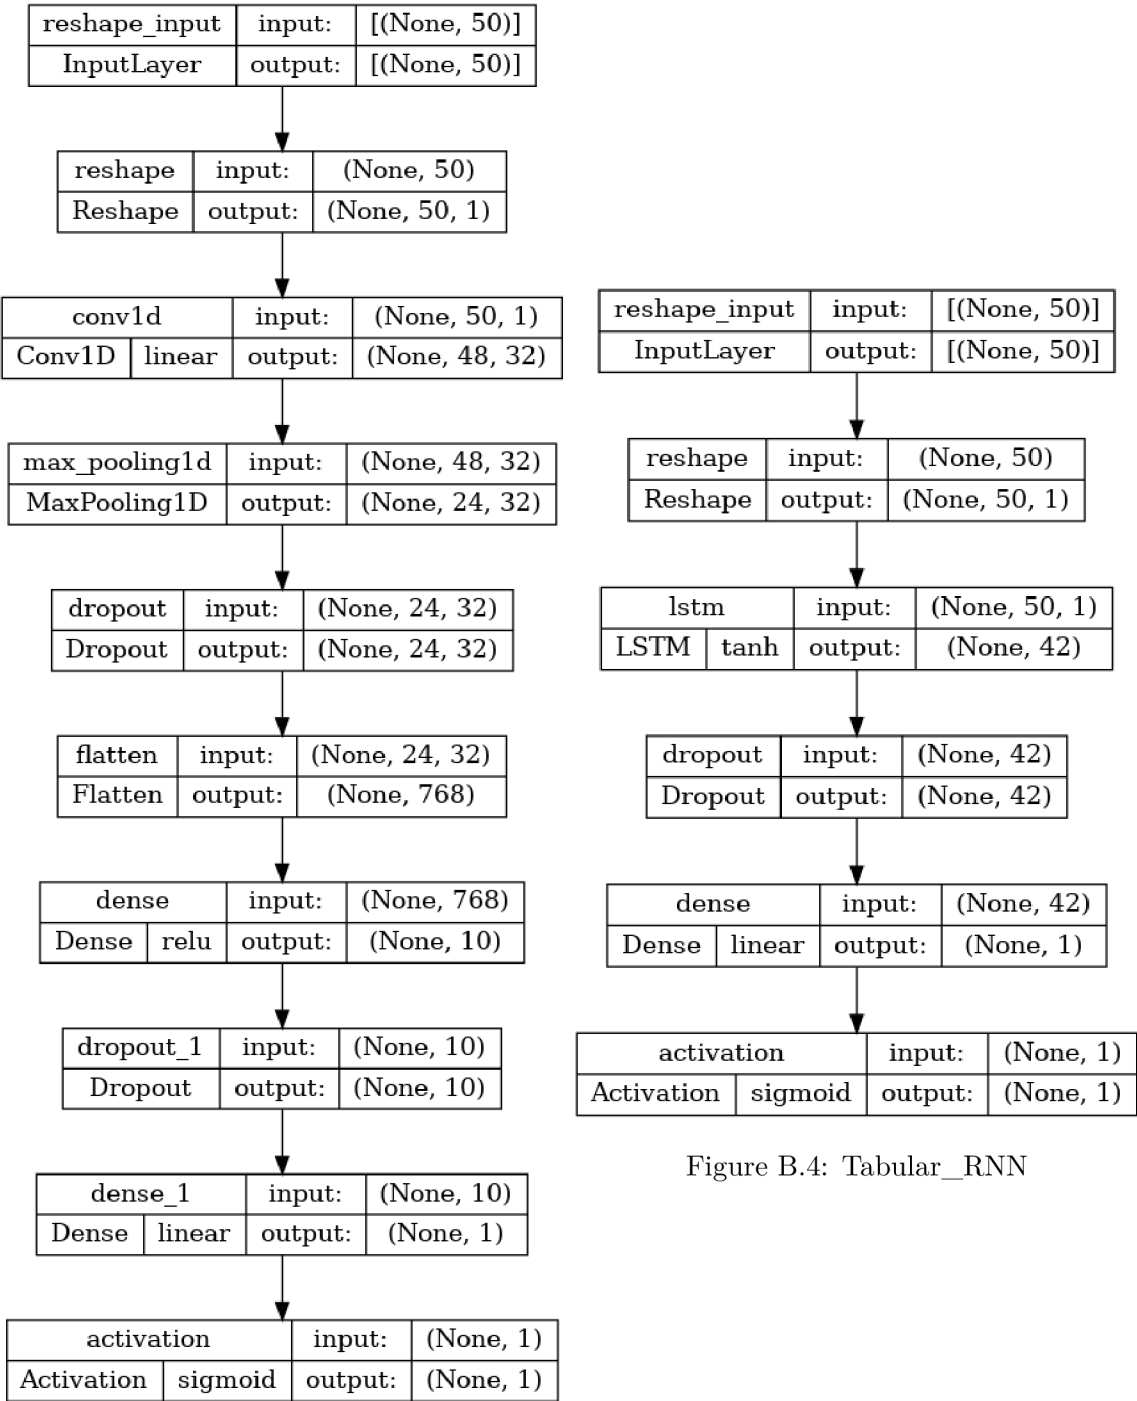 reshape_input input: [(None, 50)]
InputLayer output: [(None, 50)]
reshape input: (None, 50)
Reshape output: (None, 50, 1)
conv1d input: (None, 50, 1)
Conv1D linear output: (None, 48, 32)
max_pooling1d input: (None, 48, 32)
MaxPooling1D output: (None, 24, 32)
dropout input: (None, 24, 32)
Dropout output: (None, 24, 32)
flatten input: (None, 24, 32)
Flatten output: (None, 768)
dense input: (None, 768)
Dense relu output: (None, 10)
dropout_1 input: (None, 10)
Dropout output: (None, 10)
dense_1 input: (None, 10)
Dense linear output: (None, 1)
activation input: (None, 1)
Activation sigmoid output: (None, 1)
reshape_input input: [(None, 50)]
InputLayer output: [(None, 50)]
reshape input: (None, 50)
Reshape output: (None, 50, 1)
lstm input: (None, 50, 1)
LSTM tanh output: (None, 42)
dropout input: (None, 42)
Dropout output: (None, 42)
dense input: (None, 42)
Dense linear output: (None, 1)
activation input: (None, 1)
Activation sigmoid output: (None, 1)
Figure B.4: Tabular_RNN